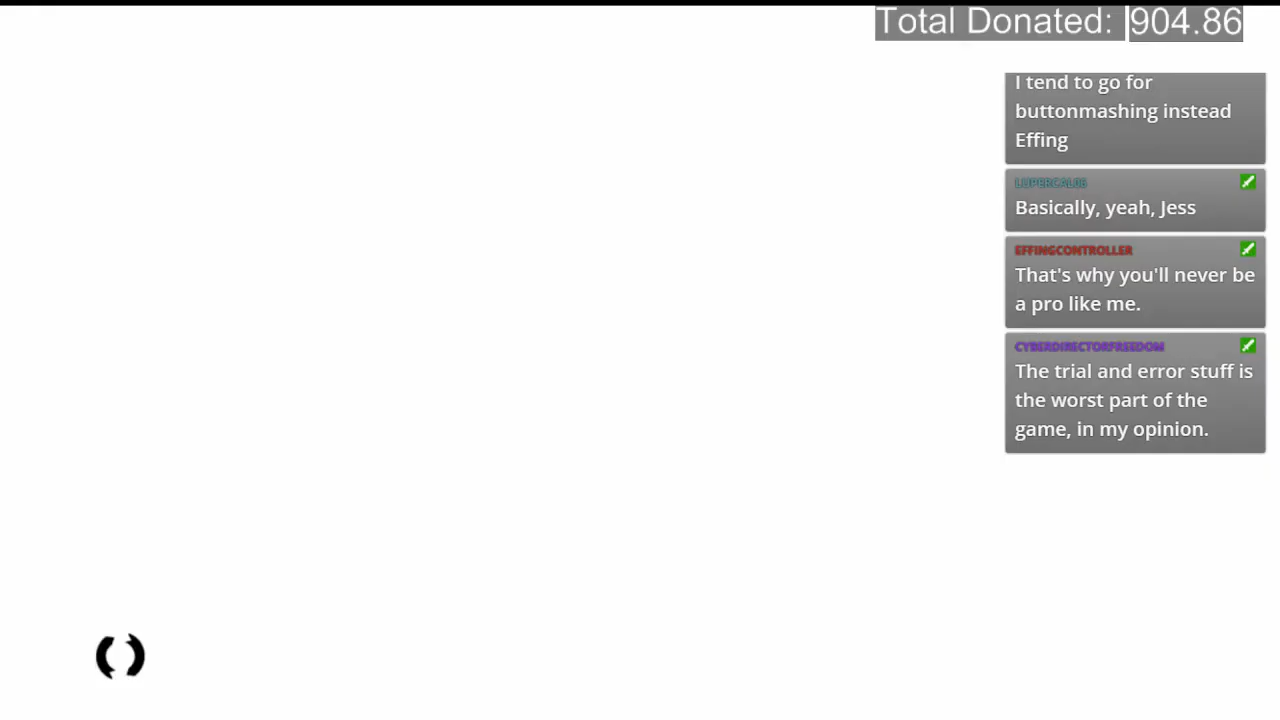 Total Donated: 904.86
I tend to go for
buttonmashing instead
Effing
LUPERCAL06
Basically, yeah, Jess
EFFINGCONTROLLER
That's why you'll never be
a pro like me.
CYBERDIRECTORFREEDOM
The trial and error stuff is
the worst part of the
game, in my opinion.